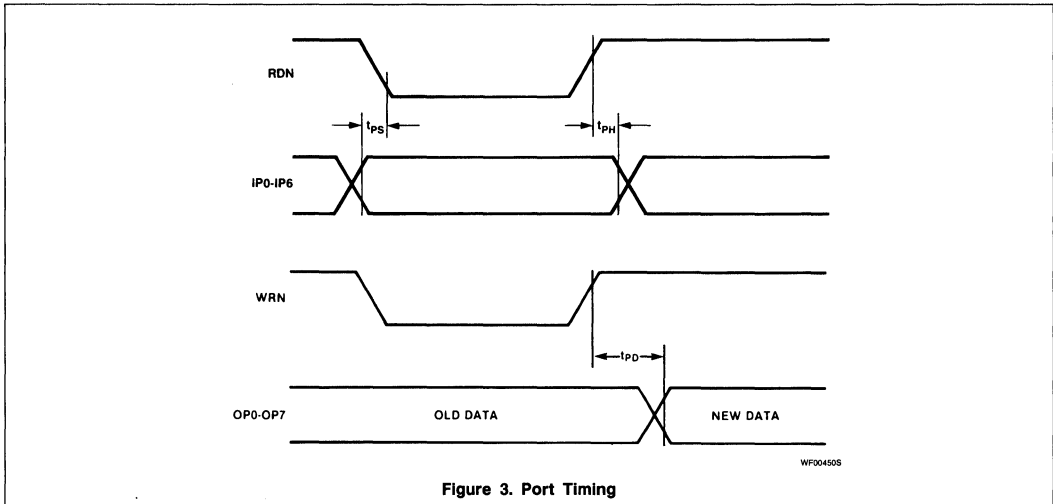 RDN
tPS
tPH
IP0-IP6
WRN
tPD
OP0-OP7
OLD DATA
NEW DATA
WF00450S
Figure 3. Port Timing